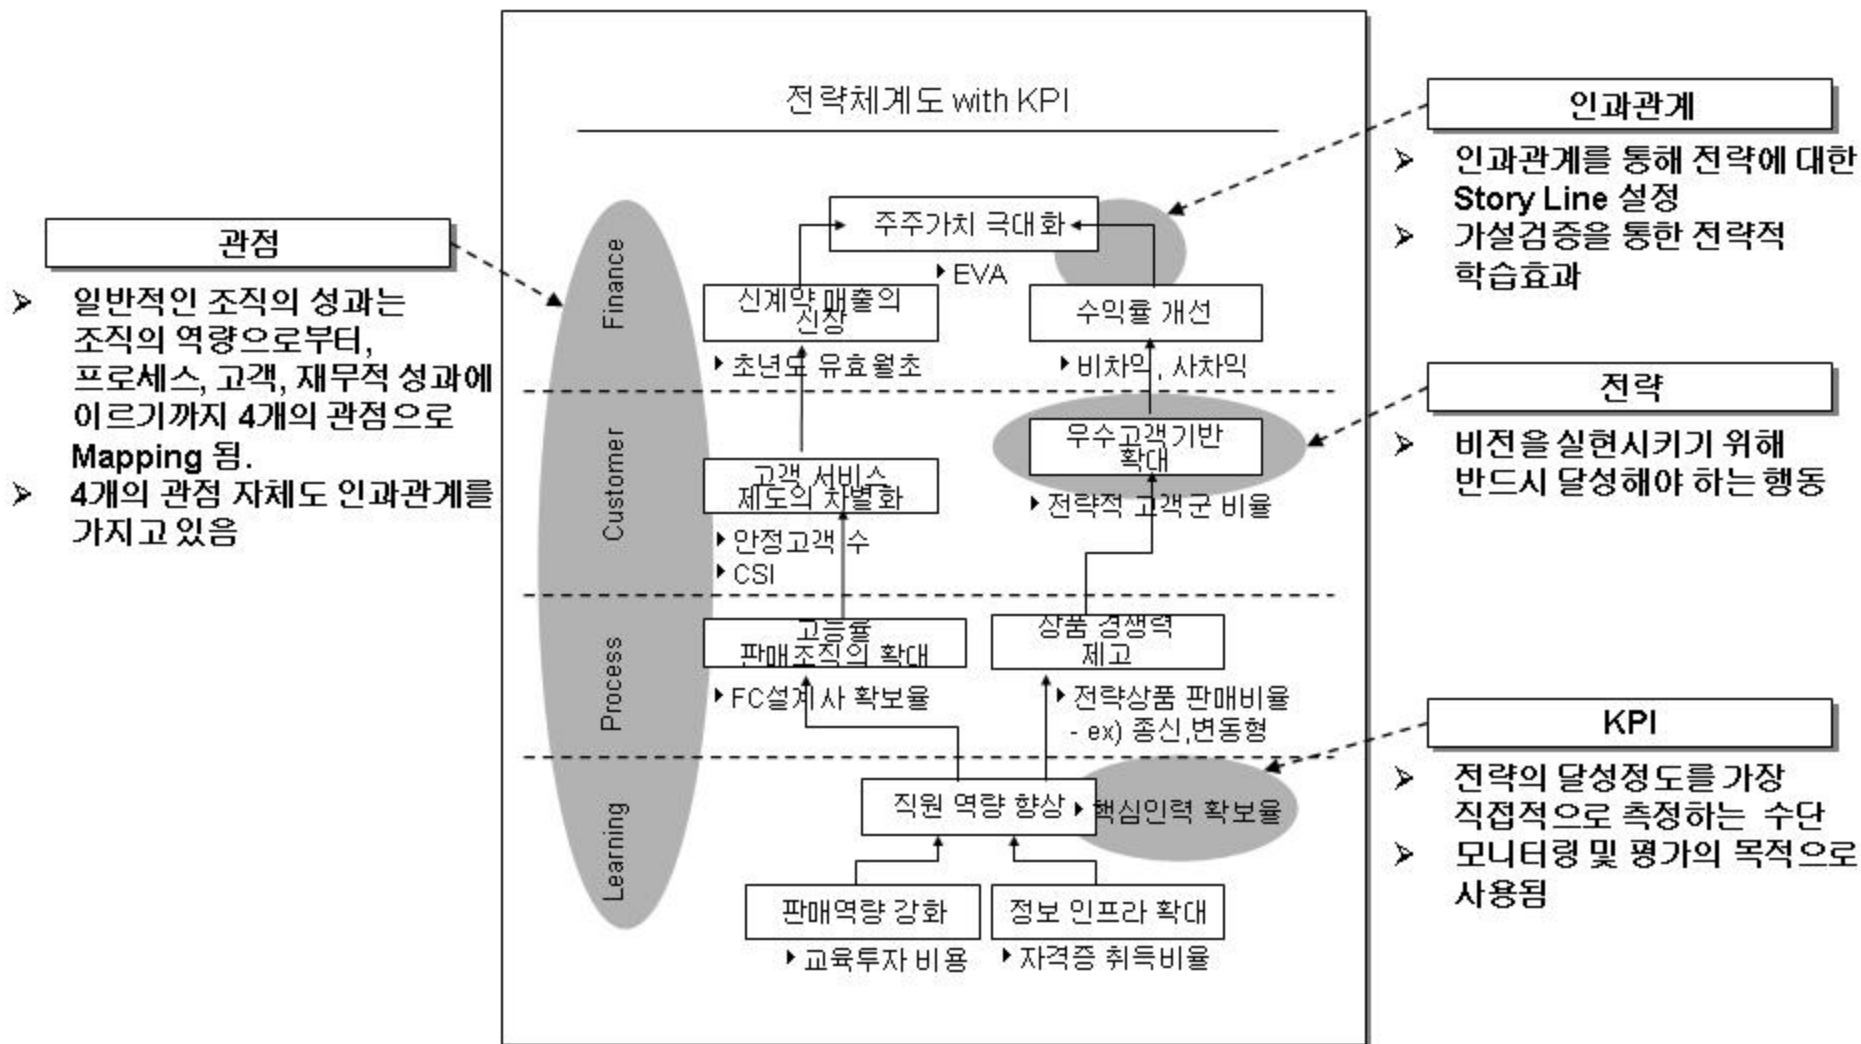 전략체계도 with KPI
관점
일반적인 조직의 성과는
조직의 역량으로부터,
프로세스, 고객, 재무적 성과에
이르기까지 4개의 관점으로
Mapping 됨.
4개의 관점 자체도 인과관계를
가지고 있음
Finance
주주가치 극대화
EVA
신계약 매출의
신장
초년도 유효월초
수익률 개선
비차익, 사차익
Customer
고객 서비스
제도의 차별화
안정고객 수
CSI
우수고객기반
확대
전략적 고객군 비율
Process
고능율
판매조직의 확대
FC설계사 확보율
상품 경쟁력
제고
전략상품 판매비율
- ex) 종신,변동형
Learning
직원 역량 향상
핵심인력 확보율
판매역량 강화
교육투자 비용
정보 인프라 확대
자격증 취득비율
인과관계
인과관계를 통해 전략에 대한
Story Line 설정
가설검증을 통한 전략적
학습효과
전략
비전을 실현시키기 위해
반드시 달성해야 하는 행동
KPI
전략의 달성정도를 가장
직접적으로 측정하는 수단
모니터링 및 평가의 목적으로
사용됨